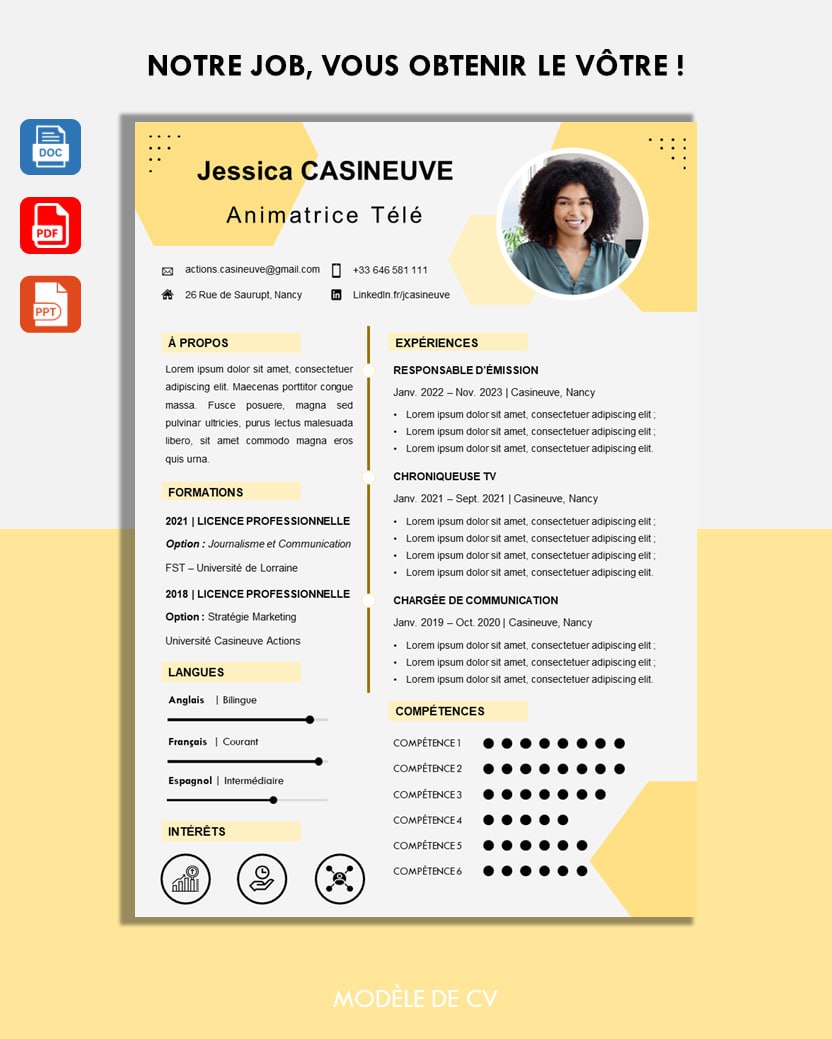 NOTRE JOB, VOUS OBTENIR LE VÔTRE !
DOC
PDF
PPT
Jessica CASINEUVE
Animatrice Télé
actions.casineuve@gmail.com
+33 646 581 111
26 Rue de Saurupt, Nancy
LinkedIn.fr/jcasineuve
À PROPOS
Lorem ipsum dolor sit amet, consectetuer
adipiscing elit. Maecenas porttitor congue
massa. Fusce posuere, magna sed
pulvinar ultricies, purus lectus malesuada
libero, sit amet commodo magna eros
quis urna.
FORMATIONS
2021 | LICENCE PROFESSIONNELLE
Option : Journalisme et Communication
FST – Université de Lorraine
2018 | LICENCE PROFESSIONNELLE
Option : Stratégie Marketing
Université Casineuve Actions
LANGUES
Anglais | Bilingue
Français | Courant
Espagnol | Intermédiaire
INTÉRÊTS
EXPÉRIENCES
RESPONSABLE D'ÉMISSION
Janv. 2022 – Nov. 2023 | Casineuve, Nancy
• Lorem ipsum dolor sit amet, consectetuer adipiscing elit ;
• Lorem ipsum dolor sit amet, consectetuer adipiscing elit ;
• Lorem ipsum dolor sit amet, consectetuer adipiscing elit.
CHRONIQUEUSE TV
Janv. 2021 – Sept. 2021 | Casineuve, Nancy
• Lorem ipsum dolor sit amet, consectetuer adipiscing elit ;
• Lorem ipsum dolor sit amet, consectetuer adipiscing elit ;
• Lorem ipsum dolor sit amet, consectetuer adipiscing elit ;
• Lorem ipsum dolor sit amet, consectetuer adipiscing elit.
CHARGÉE DE COMMUNICATION
Janv. 2019 – Oct. 2020 | Casineuve, Nancy
• Lorem ipsum dolor sit amet, consectetuer adipiscing elit ;
• Lorem ipsum dolor sit amet, consectetuer adipiscing elit ;
• Lorem ipsum dolor sit amet, consectetuer adipiscing elit.
COMPÉTENCES
COMPÉTENCE 1
COMPÉTENCE 2
COMPÉTENCE 3
COMPÉTENCE 4
COMPÉTENCE 5
COMPÉTENCE 6
MODÈLE DE CV